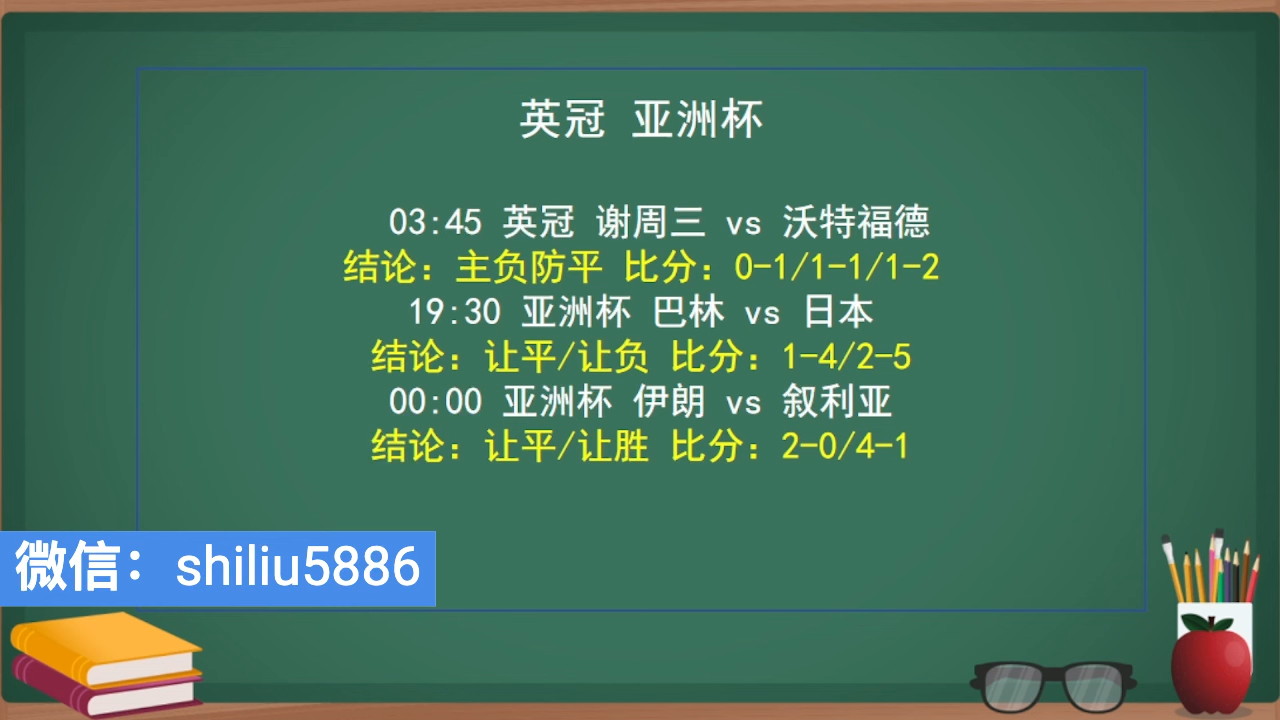 英冠 亚洲杯
03:45 英冠 谢周三 vs 沃特福德
结论：主负防平 比分：0-1/1-1/1-2
19:30 亚洲杯 巴林 vs 日本
结论：让平/让负 比分：1-4/2-5
00:00 亚洲杯 伊朗 vs 叙利亚
结论：让平/让胜 比分：2-0/4-1
微信：shiliu5886